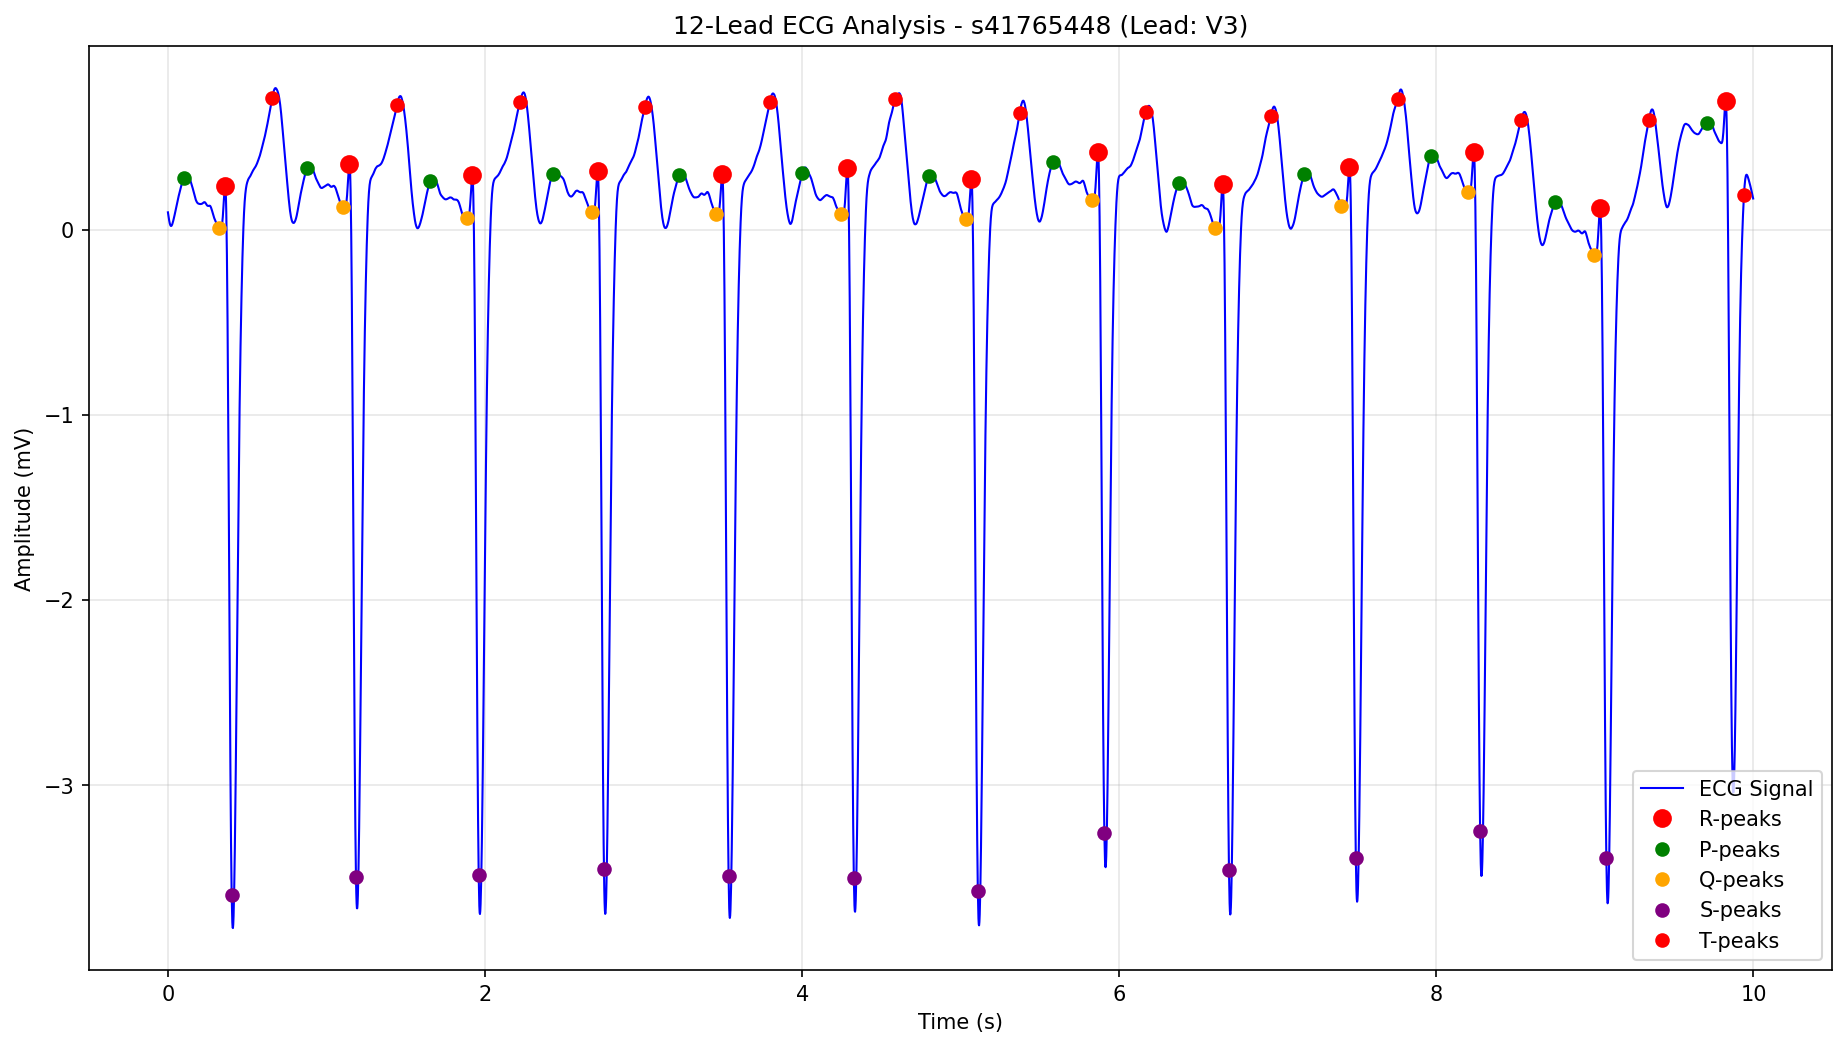 12-Lead ECG Analysis - s41765448 (Lead: V3)
Amplitude (mV)
0
−1
−2
−3
0
2
4
6
8
10
Time (s)
ECG Signal
R-peaks
P-peaks
Q-peaks
S-peaks
T-peaks